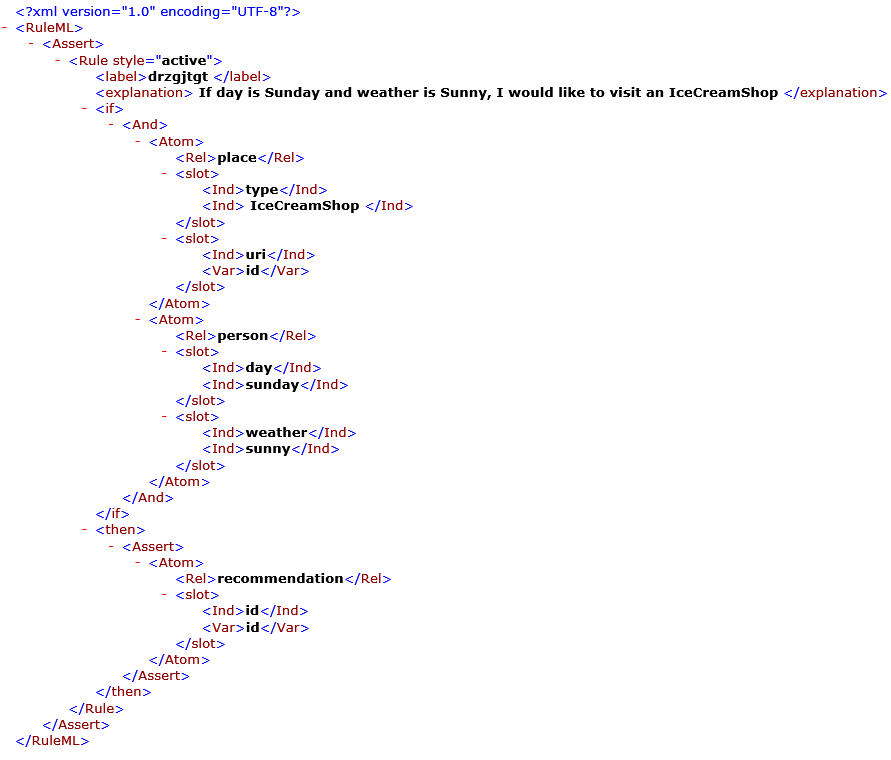 <?xml version="1.0" encoding="UTF-8"?>
- <RuleML>
- <Assert>
- <Rule style="active">
<label>drzgjtgt </label>
<explanation> If day is Sunday and weather is Sunny, I would like to visit an IceCreamShop </explanation>
- <if>
- <And>
- <Atom>
<Rel>place</Rel>
- <slot>
<Ind>type</Ind>
<Ind> IceCreamShop </Ind>
</slot>
- <slot>
<Ind>uri</Ind>
<Var>id</Var>
</slot>
</Atom>
- <Atom>
<Rel>person</Rel>
- <slot>
<Ind>day</Ind>
<Ind>sunday</Ind>
</slot>
- <slot>
<Ind>weather</Ind>
<Ind>sunny</Ind>
</slot>
</Atom>
</And>
</if>
- <then>
- <Assert>
- <Atom>
<Rel>recommendation</Rel>
- <slot>
<Ind>id</Ind>
<Var>id</Var>
</slot>
</Atom>
</Assert>
</then>
</Rule>
</Assert>
</RuleML>